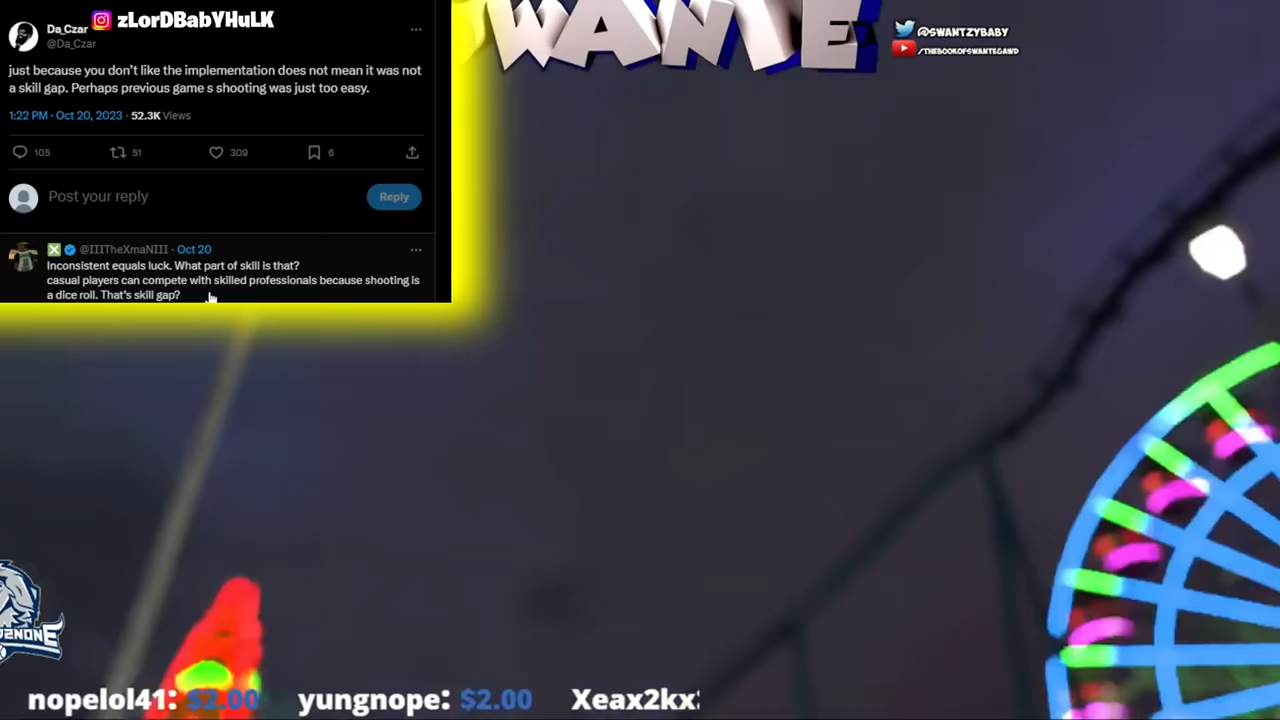 zLorDBabYHuLK
Da_Czar
@Da_Czar
just because you don't like the implementation does not mean it was not
a skill gap. Perhaps previous game s shooting was just too easy.
1:22 PM · Oct 20, 2023 · 52.3K Views
105 51 309 6
Post your reply
Reply
@IIITheXmaNIII · Oct 20
Inconsistent equals luck. What part of skill is that?
casual players can compete with skilled professionals because shooting is
a dice roll. That's skill gap?
WANTE
@SWANTZYBABY
/THEBOOKOFSWANTEGAWD
2NONE
nopelol41: $2.00 yungnope: $2.00 Xeax2kx: